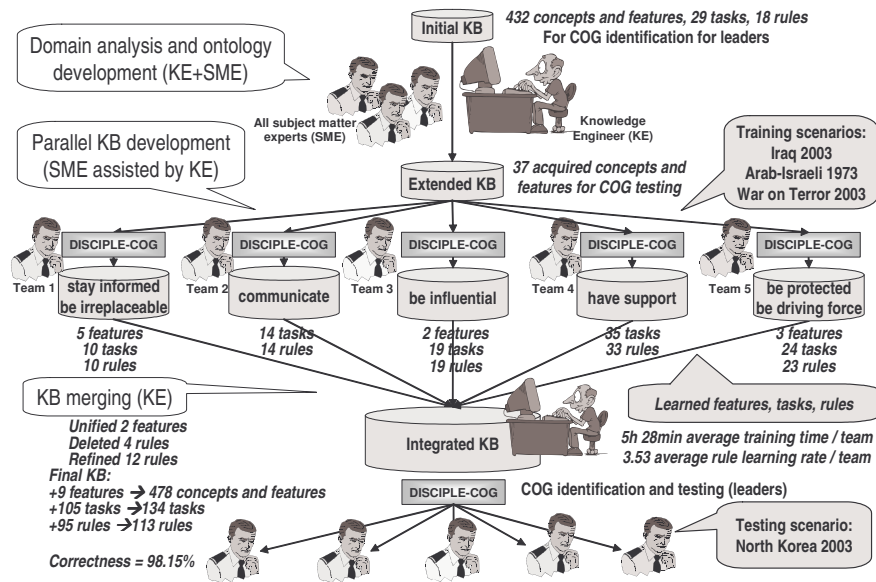 432 concepts and features, 29 tasks, 18 rules
For COG identification for leaders
Initial KB
Domain analysis and ontology
development (KE+SME)
All subject matter
experts (SME)
Knowledge
Engineer (KE)
Parallel KB development
(SME assisted by KE)
Extended KB
37 acquired concepts and
features for COG testing
Training scenarios:
Iraq 2003
Arab-Israeli 1973
War on Terror 2003
DISCIPLE-COG
DISCIPLE-COG
DISCIPLE-COG
DISCIPLE-COG
DISCIPLE-COG
Team 1
Team 2
Team 3
Team 4
Team 5
stay informed
be irreplaceable
communicate
be influential
have support
be protected
be driving force
5 features
10 tasks
10 rules
14 tasks
14 rules
2 features
19 tasks
19 rules
35 tasks
33 rules
3 features
24 tasks
23 rules
KB merging (KE)
Learned features, tasks, rules
Unified 2 features
Deleted 4 rules
Refined 12 rules
Final KB:
+9 features → 478 concepts and features
+105 tasks →134 tasks
+95 rules →113 rules
Correctness = 98.15%
Integrated KB
5h 28min average training time / team
3.53 average rule learning rate / team
DISCIPLE-COG
COG identification and testing (leaders)
Testing scenario:
North Korea 2003